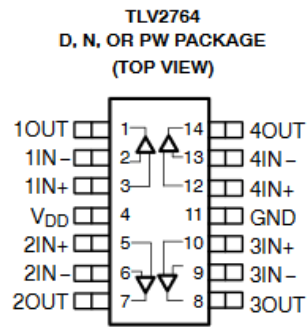 TLV2764
D, N, OR PW PACKAGE
(TOP VIEW)
1OUT 1 14 4OUT
1IN− 2 13 4IN−
1IN+ 3 12 4IN+
VDD 4 11 GND
2IN+ 5 10 3IN+
2IN− 6 9 3IN−
2OUT 7 8 3OUT